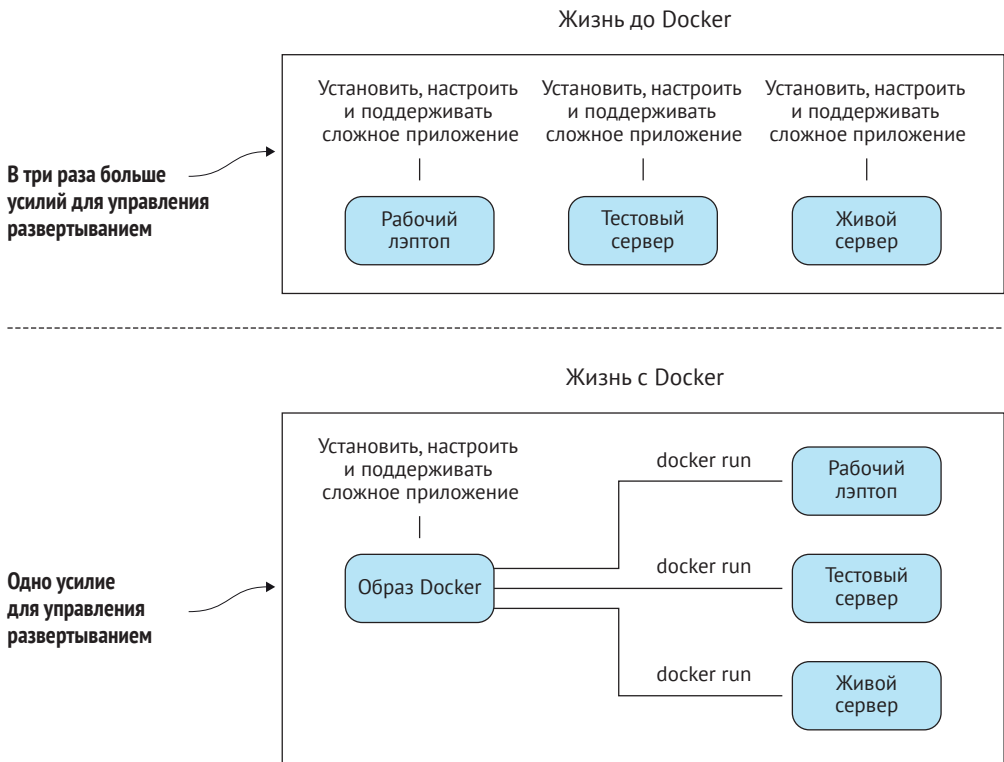 Жизнь до Docker
Установить, настроить
и поддерживать
сложное приложение
Установить, настроить
и поддерживать
сложное приложение
Установить, настроить
и поддерживать
сложное приложение
В три раза больше
усилий для управления
развертыванием
Рабочий
лэптоп
Тестовый
сервер
Живой
сервер
Жизнь с Docker
Установить, настроить
и поддерживать
сложное приложение
docker run
Рабочий
лэптоп
Одно усилие
для управления
развертыванием
Образ Docker
docker run
Тестовый
сервер
docker run
Живой
сервер